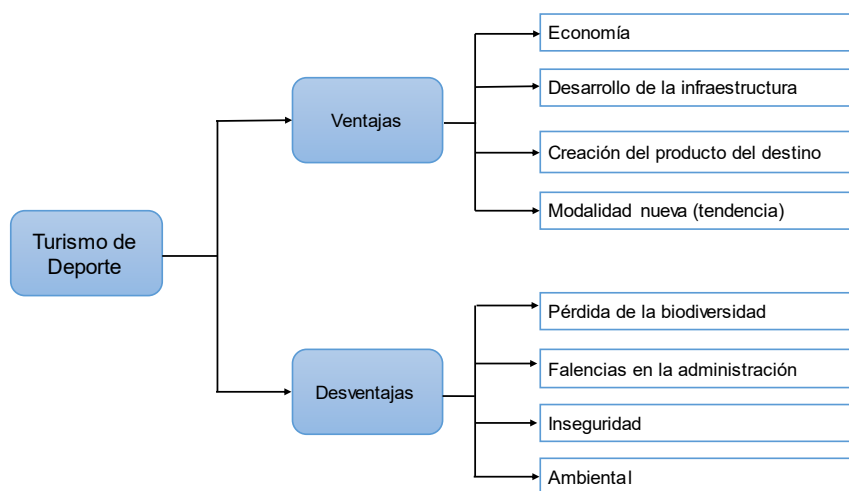 Turismo de
Deporte
Ventajas
Economía
Desarrollo de la infraestructura
Creación del producto del destino
Modalidad nueva (tendencia)
Desventajas
Pérdida de la biodiversidad
Falencias en la administración
Inseguridad
Ambiental